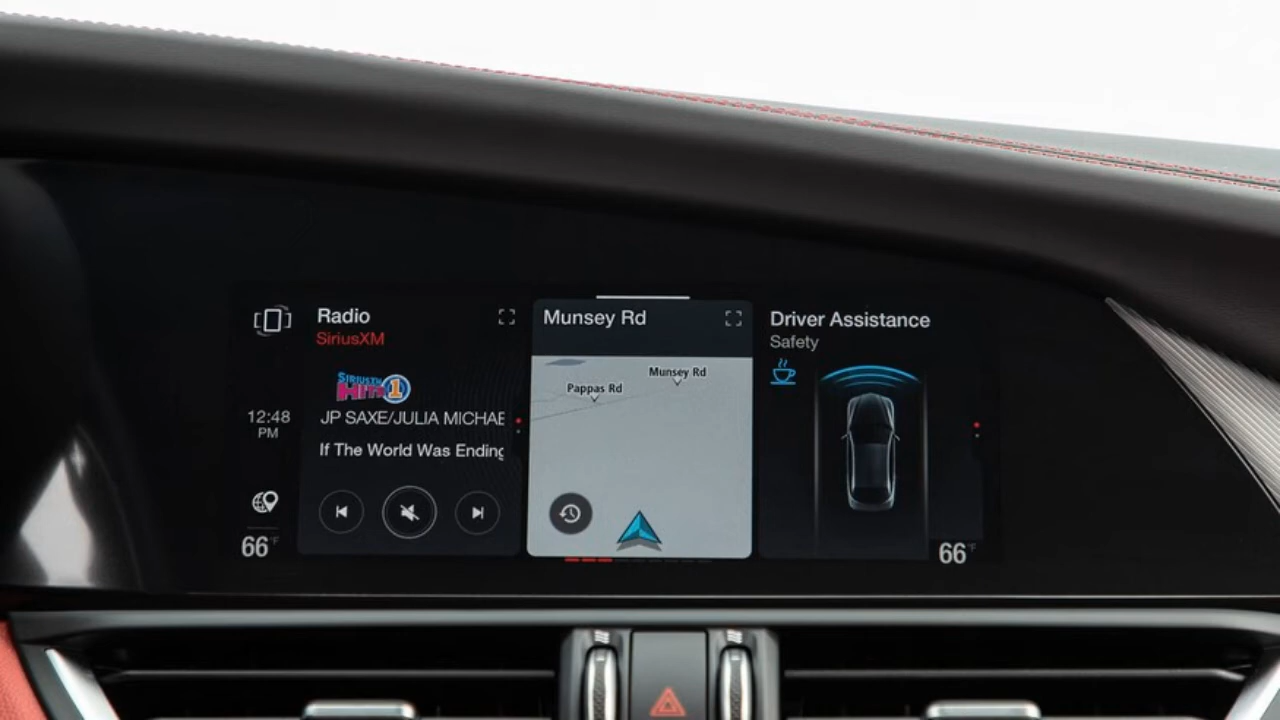 Radio
SiriusXM
SIRIUSXM
HITS 1
12:48
PM
JP SAXE/JULIA MICHAE
If The World Was Ending
66°F
Munsey Rd
Munsey Rd
Pappas Rd
Driver Assistance
Safety
66°F